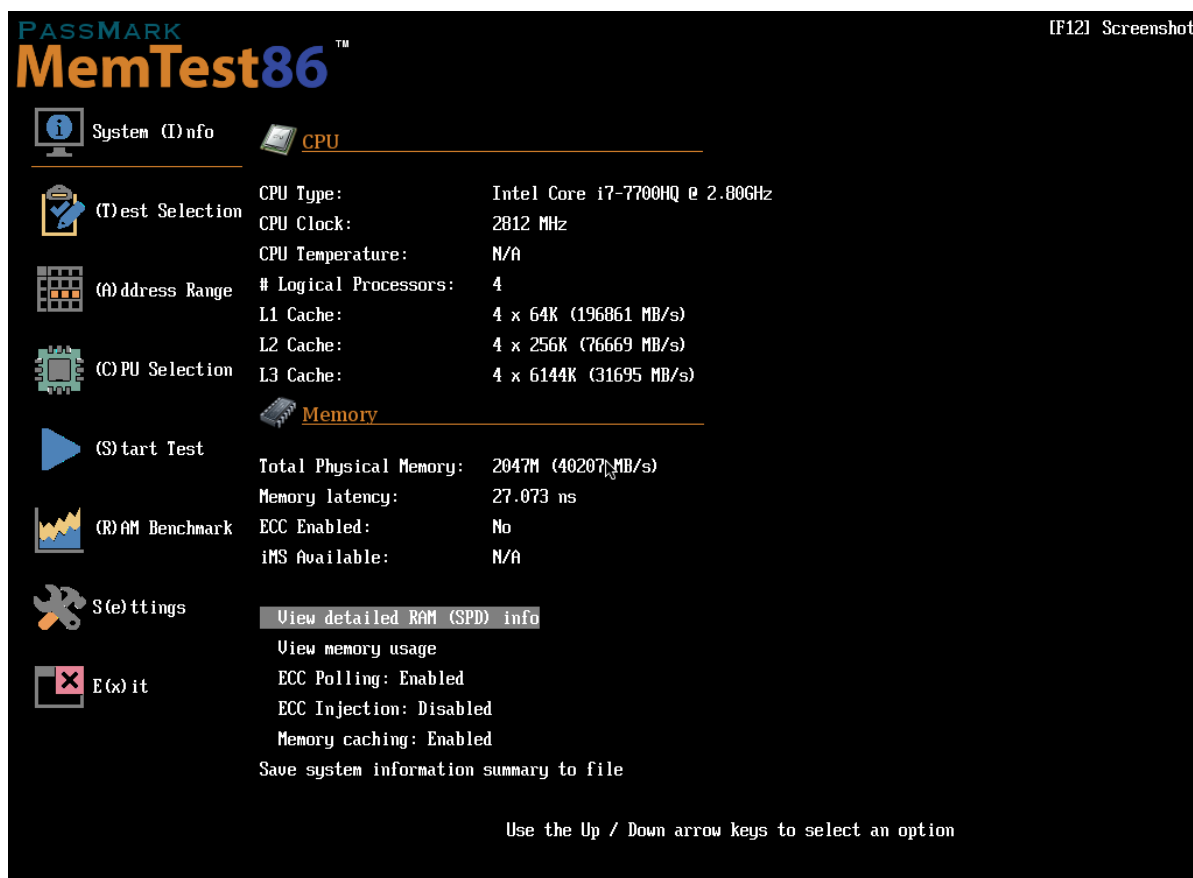 PASSMARK
MemTest86™
[F12] Screenshot
System (I)nfo
(T)est Selection
(A)ddress Range
(C)PU Selection
(S)tart Test
(R)AM Benchmark
S(e)ttings
E(x)it
CPU
CPU Type: Intel Core i7-7700HQ @ 2.80GHz
CPU Clock: 2812 MHz
CPU Temperature: N/A
# Logical Processors: 4
L1 Cache: 4 x 64K (196861 MB/s)
L2 Cache: 4 x 256K (76669 MB/s)
L3 Cache: 4 x 6144K (31695 MB/s)
Memory
Total Physical Memory: 2047M (40207 MB/s)
Memory latency: 27.073 ns
ECC Enabled: No
iMS Available: N/A
View detailed RAM (SPD) info
View memory usage
ECC Polling: Enabled
ECC Injection: Disabled
Memory caching: Enabled
Save system information summary to file
Use the Up / Down arrow keys to select an option